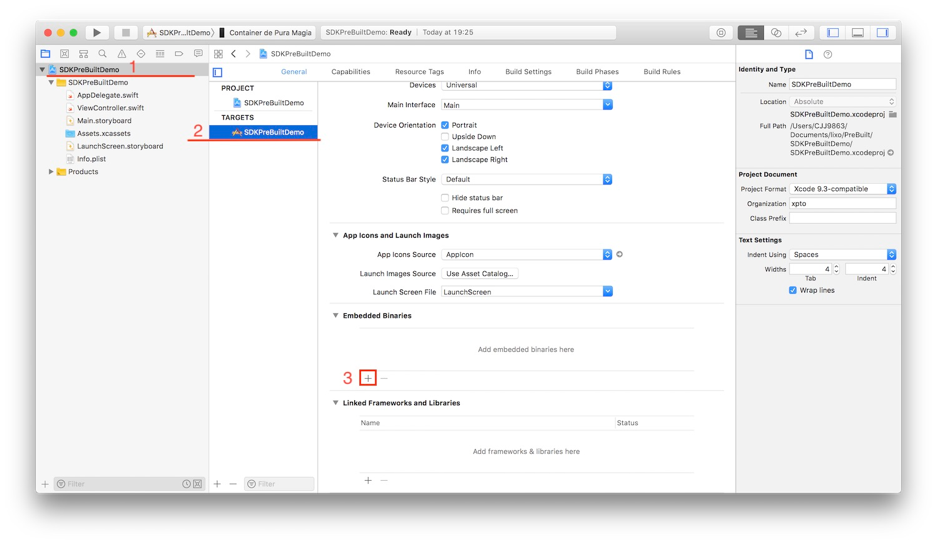 SDKPr...ltDemo
Container de Pura Magia
SDKPreBuiltDemo: Ready | Today at 19:25
SDKPreBuiltDemo
SDKPreBuiltDemo
1
SDKPreBuiltDemo
AppDelegate.swift
ViewController.swift
Main.storyboard
Assets.xcassets
LaunchScreen.storyboard
Info.plist
Products
Filter
General
Capabilities
Resource Tags
Info
Build Settings
Build Phases
Build Rules
PROJECT
SDKPreBuiltDemo
TARGETS
2
SDKPreBuiltDemo
Filter
Devices Universal
Main Interface Main
Device Orientation Portrait
Upside Down
Landscape Left
Landscape Right
Status Bar Style Default
Hide status bar
Requires full screen
App Icons and Launch Images
App Icons Source AppIcon
Launch Images Source Use Asset Catalog...
Launch Screen File LaunchScreen
Embedded Binaries
Add embedded binaries here
3
Linked Frameworks and Libraries
Name Status
Add frameworks & libraries here
Identity and Type
Name SDKPreBuiltDemo
Location Absolute
SDKPreBuiltDemo.xcodeproj
Full Path /Users/CJJ9863/
Documents/lixo/PreBuilt/
SDKPreBuiltDemo/
SDKPreBuiltDemo.xcodeproj
Project Document
Project Format Xcode 9.3-compatible
Organization xpto
Class Prefix
Text Settings
Indent Using Spaces
Widths 4 4
Tab Indent
Wrap lines